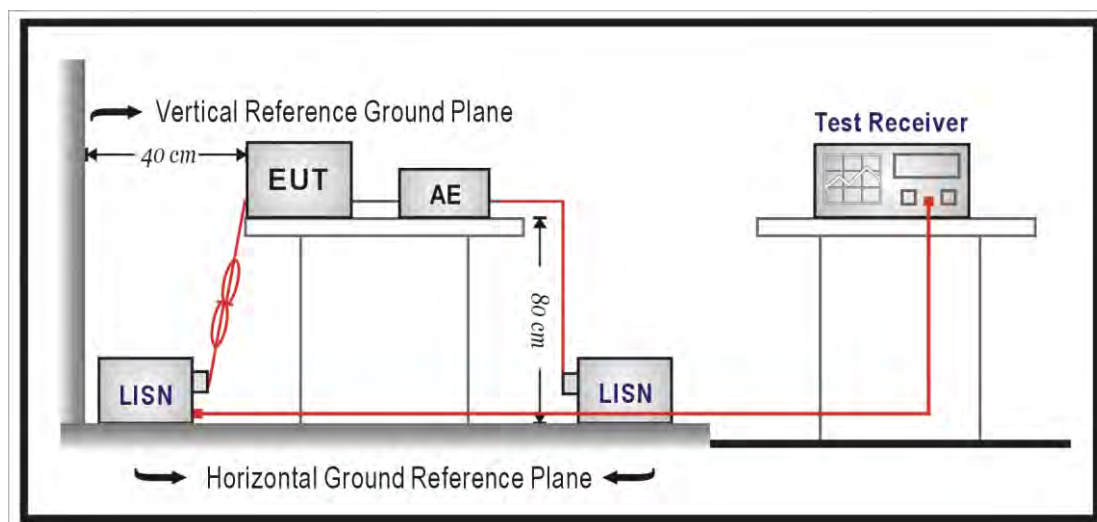 Vertical Reference Ground Plane
40 cm
Test Receiver
EUT
AE
80 cm
LISN
LISN
Horizontal Ground Reference Plane